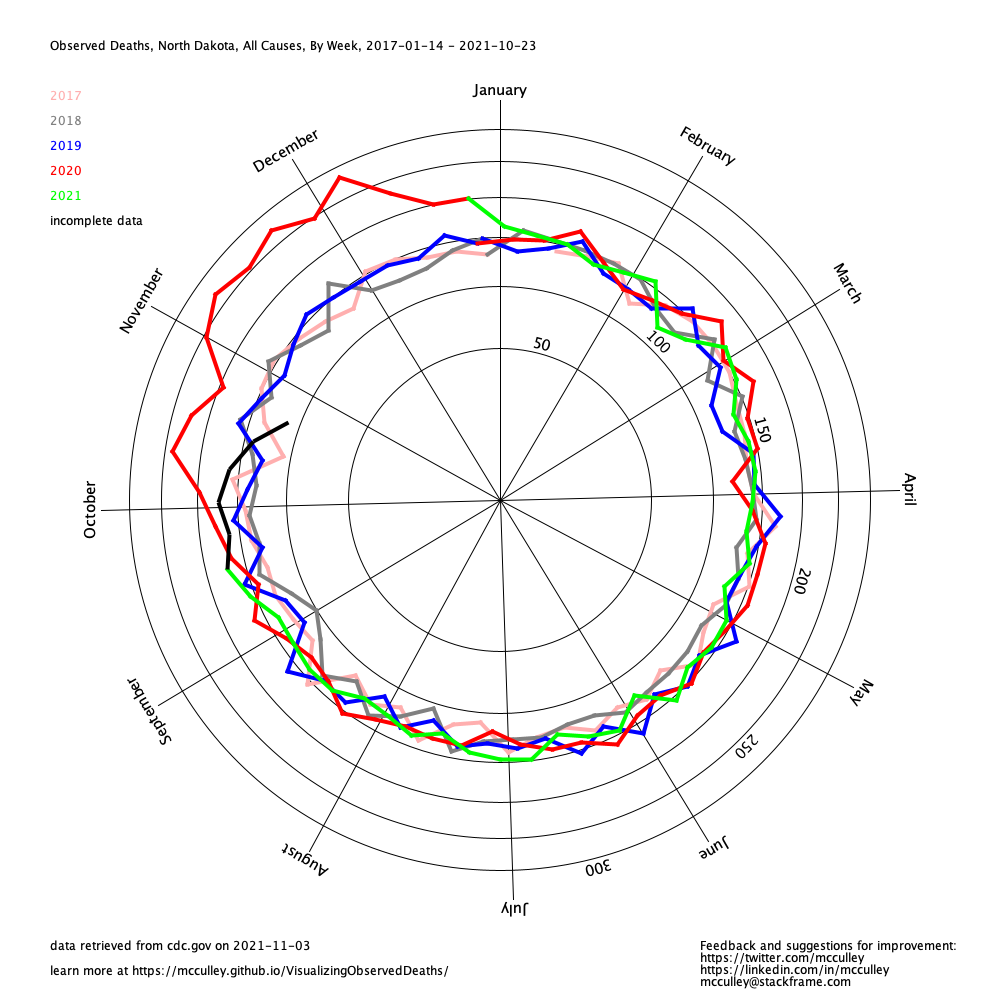 Observed Deaths, North Dakota, All Causes, By Week, 2017-01-14 - 2021-10-23
2017
2018
2019
2020
2021
incomplete data
January
February
March
April
May
June
July
August
September
October
November
December
50
100
150
200
250
300
data retrieved from cdc.gov on 2021-11-03
learn more at https://mcculley.github.io/VisualizingObservedDeaths/
Feedback and suggestions for improvement:
https://twitter.com/mcculley
https://linkedin.com/in/mcculley
mcculley@stackframe.com